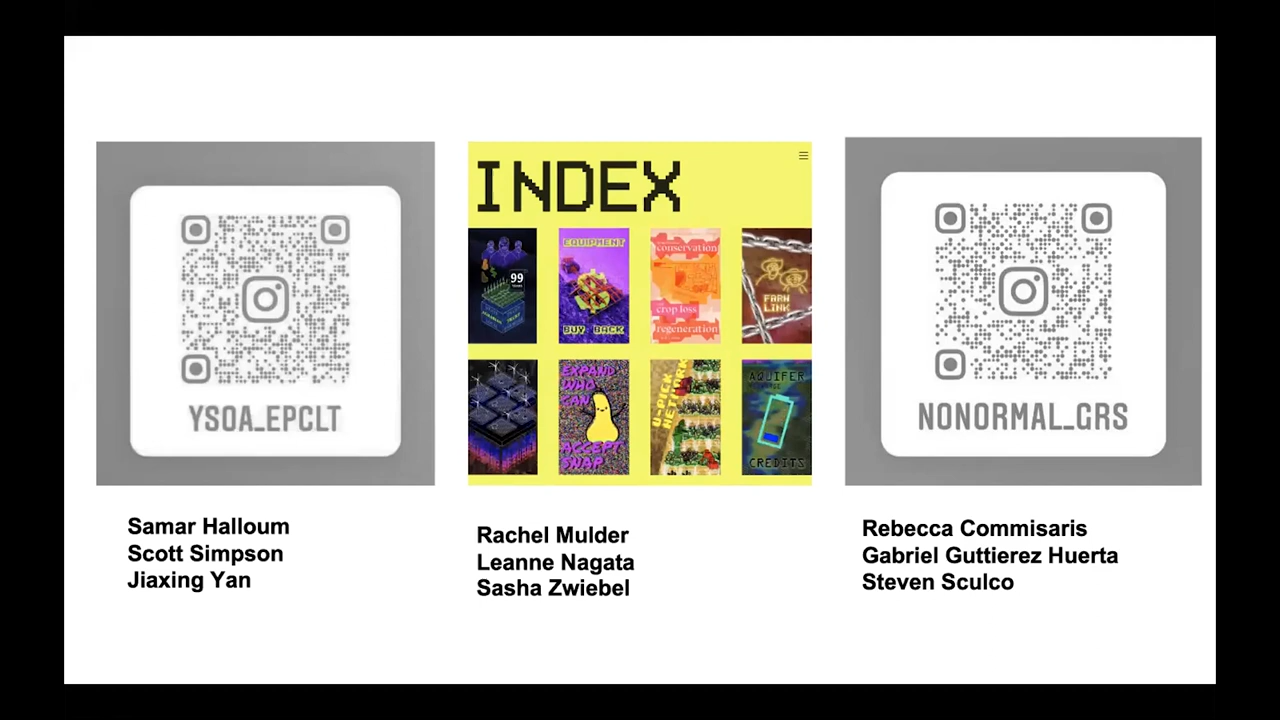 YSOA_EPCLT
Samar Halloum
Scott Simpson
Jiaxing Yan
INDEX
99
EQUIPMENT
BUY BACK
conservation
crop loss
regeneration
FARM
LINK
EXPAND
WHO
CAN
ACCEPT
SNAP
U-PICK
NETWORK
AQUIFER
CREDITS
Rachel Mulder
Leanne Nagata
Sasha Zwiebel
NONORMAL_GRS
Rebecca Commisaris
Gabriel Guttierez Huerta
Steven Sculco